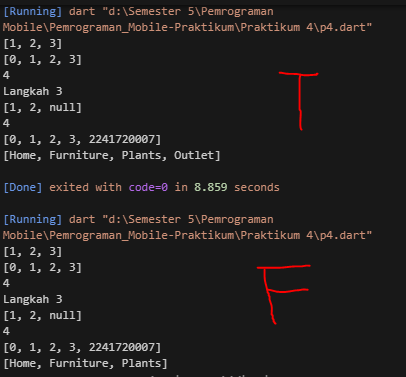 [Running] dart "d:\Semester 5\Pemrograman
Mobile\Pemrograman_Mobile-Praktikum\Praktikum 4\p4.dart"
[1, 2, 3]
[0, 1, 2, 3]
4
Langkah 3
[1, 2, null]
4
[0, 1, 2, 3, 2241720007]
[Home, Furniture, Plants, Outlet]
T
[Done] exited with code=0 in 8.859 seconds
[Running] dart "d:\Semester 5\Pemrograman
Mobile\Pemrograman_Mobile-Praktikum\Praktikum 4\p4.dart"
[1, 2, 3]
[0, 1, 2, 3]
4
Langkah 3
[1, 2, null]
4
[0, 1, 2, 3, 2241720007]
[Home, Furniture, Plants]
F